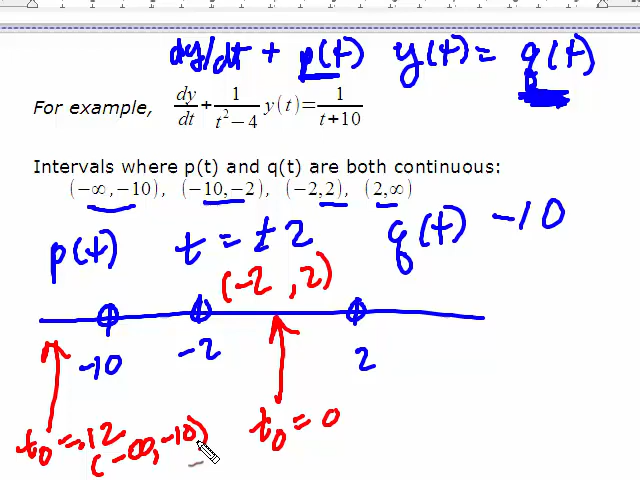 dy/dt + p(t) y(t) = q(t)
For example, dy/dt + 1/(t²−4) y(t) = 1/(t+10)
Intervals where p(t) and q(t) are both continuous:
(−∞,−10), (−10,−2), (−2,2), (2,∞)
p(t) t = ±2 q(t) −10
(−2, 2)
−10 −2 2
t₀ = -12 t₀ = 0
(−∞, −10)